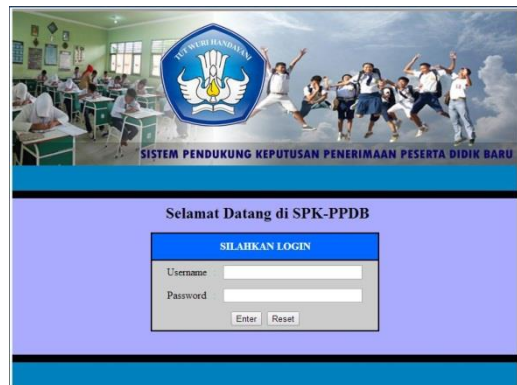 TUT WURI HANDAYANI
SISTEM PENDUKUNG KEPUTUSAN PENERIMAAN PESERTA DIDIK BARU
Selamat Datang di SPK-PPDB
SILAHKAN LOGIN
Username :
Password :
Enter Reset